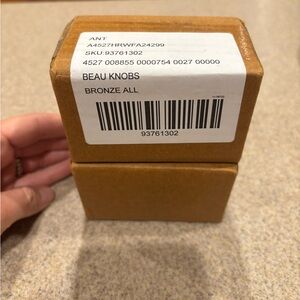 ANT
A4527HRWFA24299
SKU:93761302
4527 008855 0000754 0027 00000
BEAU KNOBS
BRONZE ALL
93761302